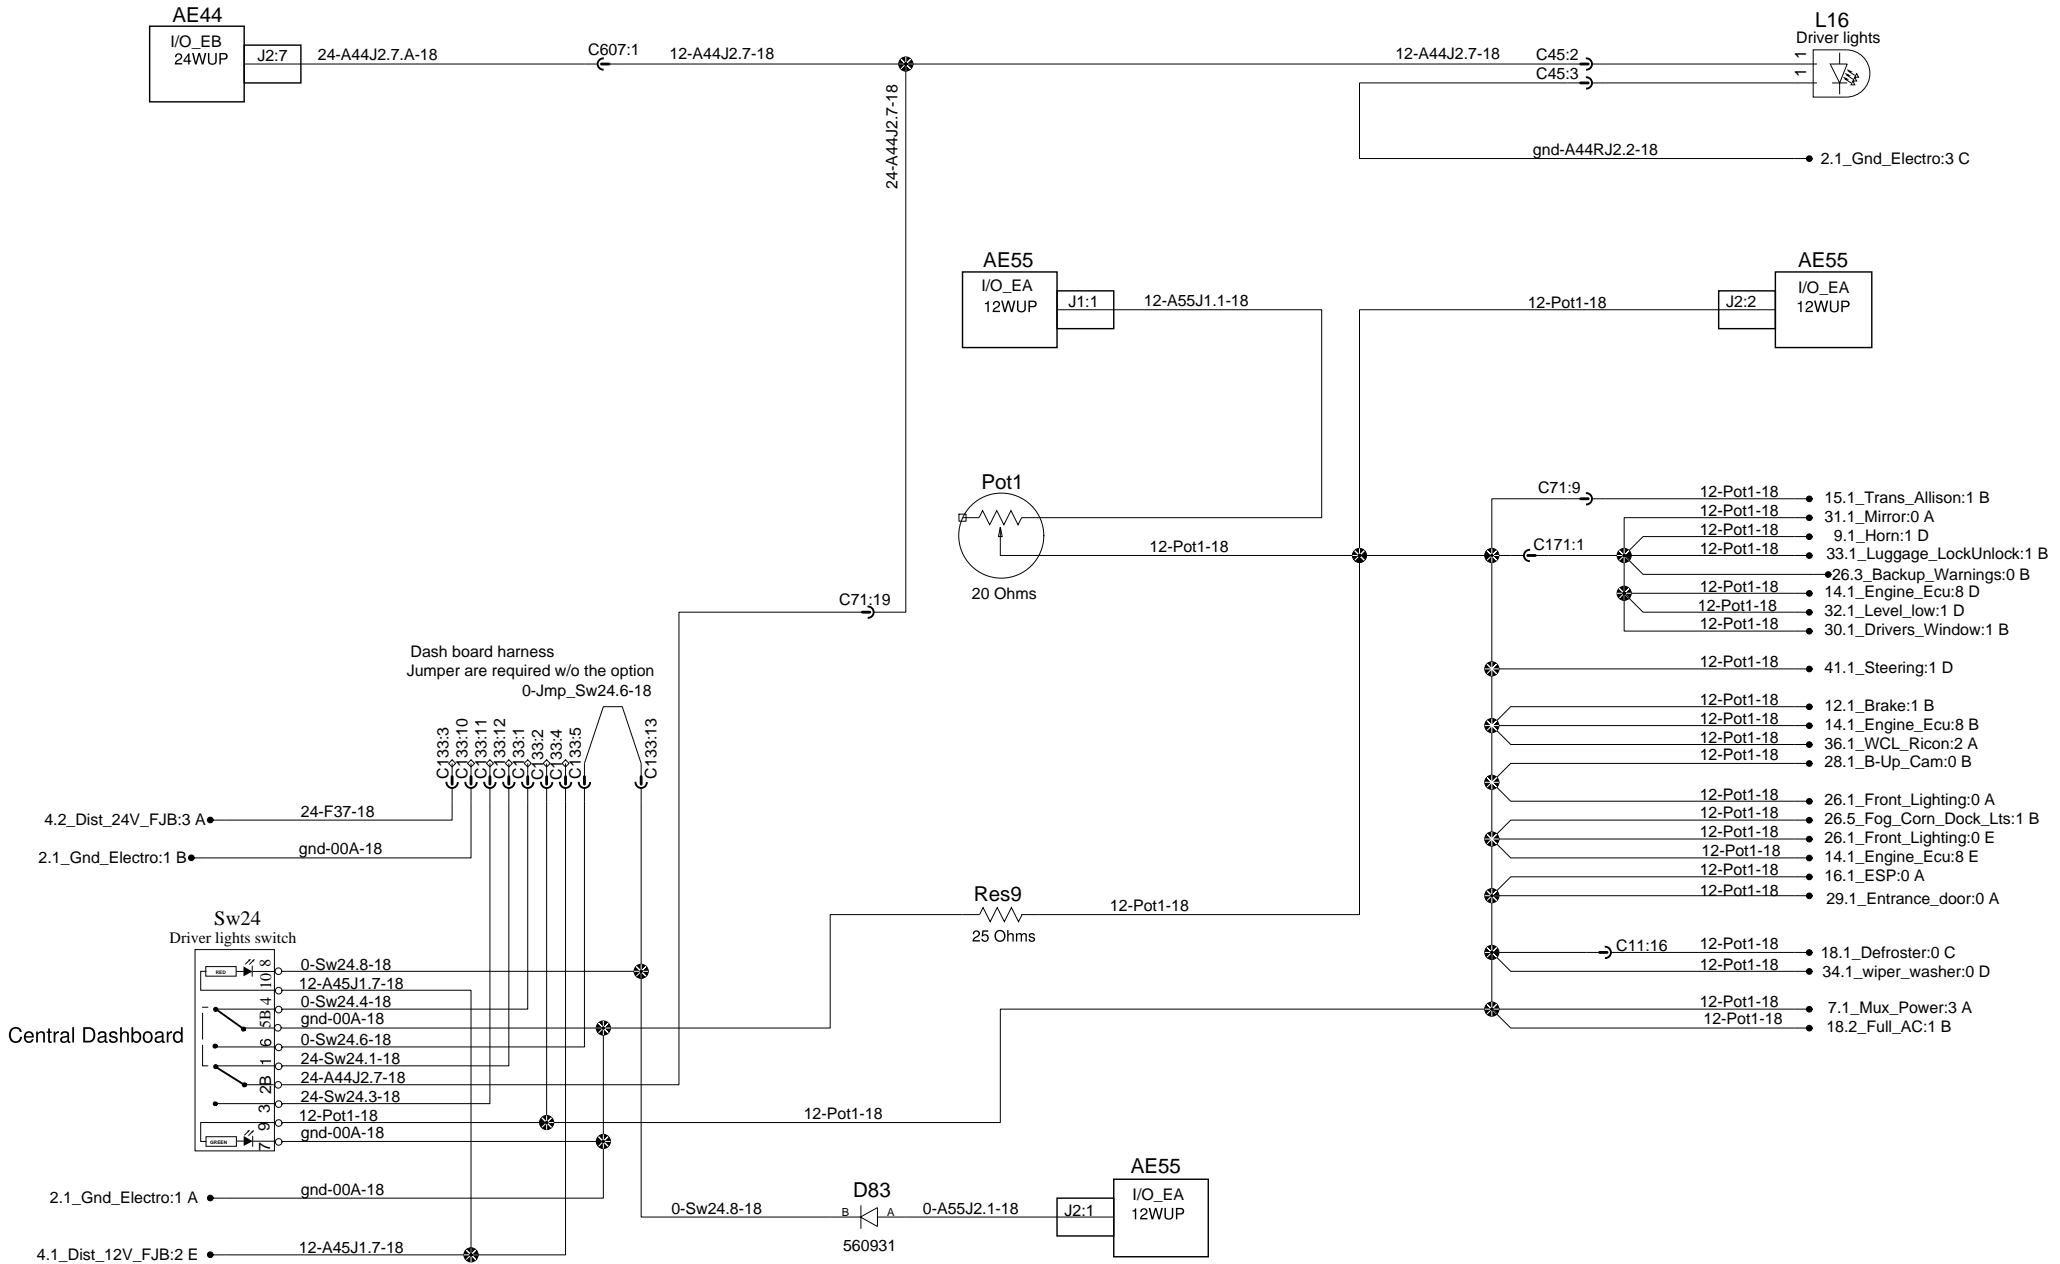 AE44
I/O_EB
24WUP
J2:7
24-A44J2.7.A-18
C607:1
12-A44J2.7-18
24-A44J2.7-18
12-A44J2.7-18
C45:2
C45:3
L16
Driver lights
1
1
gnd-A44RJ2.2-18
2.1_Gnd_Electro:3 C
AE55
I/O_EA
12WUP
J1:1
12-A55J1.1-18
12-Pot1-18
J2:2
AE55
I/O_EA
12WUP
Pot1
20 Ohms
12-Pot1-18
C71:9
C171:1
12-Pot1-18 15.1_Trans_Allison:1 B
12-Pot1-18 31.1_Mirror:0 A
12-Pot1-18 9.1_Horn:1 D
12-Pot1-18 33.1_Luggage_LockUnlock:1 B
26.3_Backup_Warnings:0 B
12-Pot1-18 14.1_Engine_Ecu:8 D
12-Pot1-18 32.1_Level_low:1 D
12-Pot1-18 30.1_Drivers_Window:1 B
12-Pot1-18 41.1_Steering:1 D
12-Pot1-18 12.1_Brake:1 B
12-Pot1-18 14.1_Engine_Ecu:8 B
12-Pot1-18 36.1_WCL_Ricon:2 A
12-Pot1-18 28.1_B-Up_Cam:0 B
12-Pot1-18 26.1_Front_Lighting:0 A
12-Pot1-18 26.5_Fog_Corn_Dock_Lts:1 B
12-Pot1-18 26.1_Front_Lighting:0 E
12-Pot1-18 14.1_Engine_Ecu:8 E
12-Pot1-18 16.1_ESP:0 A
12-Pot1-18 29.1_Entrance_door:0 A
C11:16 12-Pot1-18 18.1_Defroster:0 C
12-Pot1-18 34.1_wiper_washer:0 D
12-Pot1-18 7.1_Mux_Power:3 A
12-Pot1-18 18.2_Full_AC:1 B
C71:19
Dash board harness
Jumper are required w/o the option
0-Jmp_Sw24.6-18
C133:3
C133:10
C133:11
C133:12
C133:1
C133:2
C133:4
C133:5
C133:13
4.2_Dist_24V_FJB:3 A
24-F37-18
2.1_Gnd_Electro:1 B
gnd-00A-18
Res9
25 Ohms
12-Pot1-18
Sw24
Driver lights switch
Central Dashboard
RED
8 0-Sw24.8-18
10 12-A45J1.7-18
4 0-Sw24.4-18
5B gnd-00A-18
6 0-Sw24.6-18
1 24-Sw24.1-18
2B 24-A44J2.7-18
3 24-Sw24.3-18
9 12-Pot1-18
GREEN
7 gnd-00A-18
12-Pot1-18
2.1_Gnd_Electro:1 A
gnd-00A-18
4.1_Dist_12V_FJB:2 E
12-A45J1.7-18
0-Sw24.8-18
D83
B
A
560931
0-A55J2.1-18
J2:1
AE55
I/O_EA
12WUP